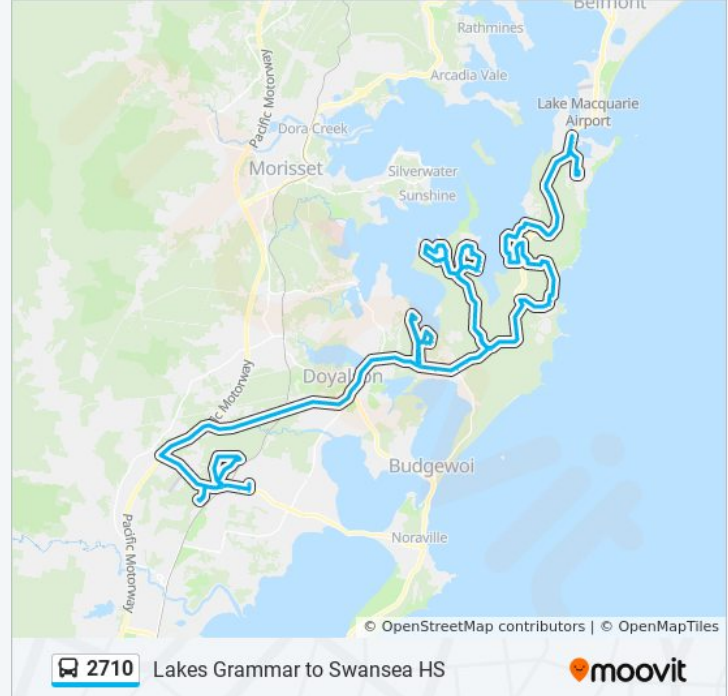 Belmont
Rathmines
Pacific Motorway
Arcadia Vale
Lake Macquarie
Airport
Dora Creek
Morisset
Silverwater
Sunshine
Doyalson
Pacific Motorway
Budgewoi
Pacific Motorway
Noraville
© OpenStreetMap contributors | © OpenMapTiles
2710 Lakes Grammar to Swansea HS
moovit